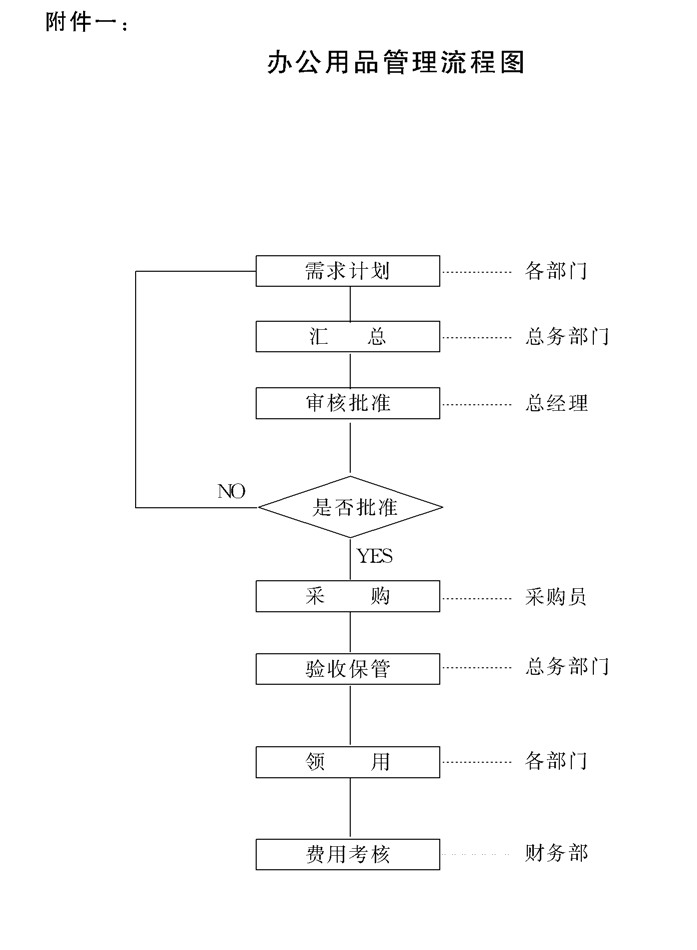 附件一：
办公用品管理流程图
需求计划 各部门
汇 总 总务部门
审核批准 总经理
NO
是否批准
YES
采 购 采购员
验收保管 总务部门
领 用 各部门
费用考核 财务部